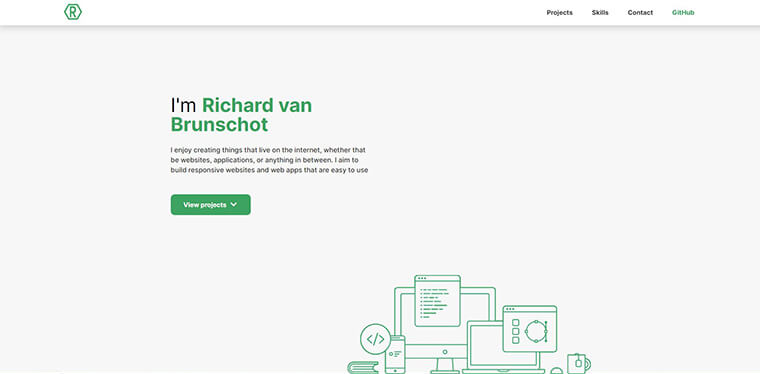 R
Projects Skills Contact GitHub
I'm Richard van
Brunschot
I enjoy creating things that live on the internet, whether that
be websites, applications, or anything in between. I aim to
build responsive websites and web apps that are easy to use
View projects
</>